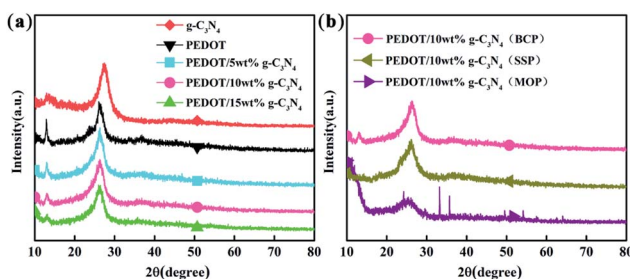 (a)
g-C₃N₄
PEDOT
PEDOT/5wt% g-C₃N₄
PEDOT/10wt% g-C₃N₄
PEDOT/15wt% g-C₃N₄
Intensity(a.u.)
10 20 30 40 50 60 70 80
2θ(degree)
(b)
PEDOT/10wt% g-C₃N₄（BCP）
PEDOT/10wt% g-C₃N₄（SSP）
PEDOT/10wt% g-C₃N₄（MOP）
Intensity(a.u.)
10 20 30 40 50 60 70 80
2θ(degree)